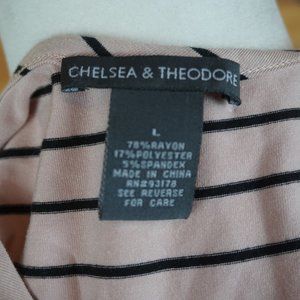 CHELSEA & THEODORE
L
78%RAYON
17%POLYESTER
5%SPANDEX
MADE IN CHINA
RN#93178
SEE REVERSE
FOR CARE